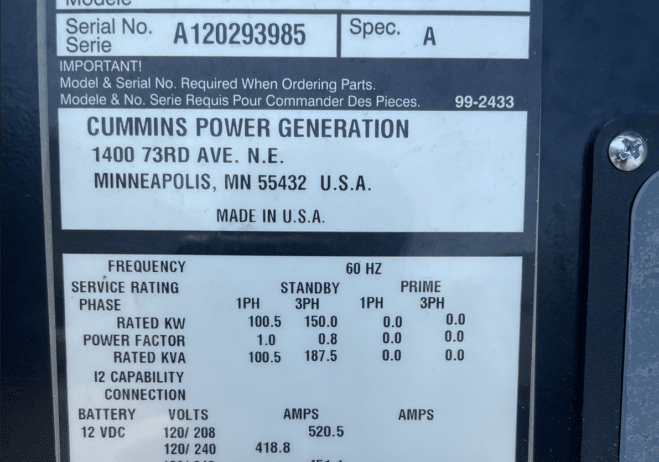 Modele
Serial No. A120293985 Spec. A
Serie
IMPORTANT!
Model & Serial No. Required When Ordering Parts.
Modele & No. Serie Requis Pour Commander Des Pieces. 99-2433
CUMMINS POWER GENERATION
1400 73RD AVE. N.E.
MINNEAPOLIS, MN 55432 U.S.A.
MADE IN U.S.A.
FREQUENCY 60 HZ
SERVICE RATING STANDBY PRIME
PHASE 1PH 3PH 1PH 3PH
RATED KW 100.5 150.0 0.0 0.0
POWER FACTOR 1.0 0.8 0.0 0.0
RATED KVA 100.5 187.5 0.0 0.0
I2 CAPABILITY
CONNECTION
BATTERY VOLTS AMPS AMPS
12 VDC 120/ 208 520.5
120/ 240 418.8